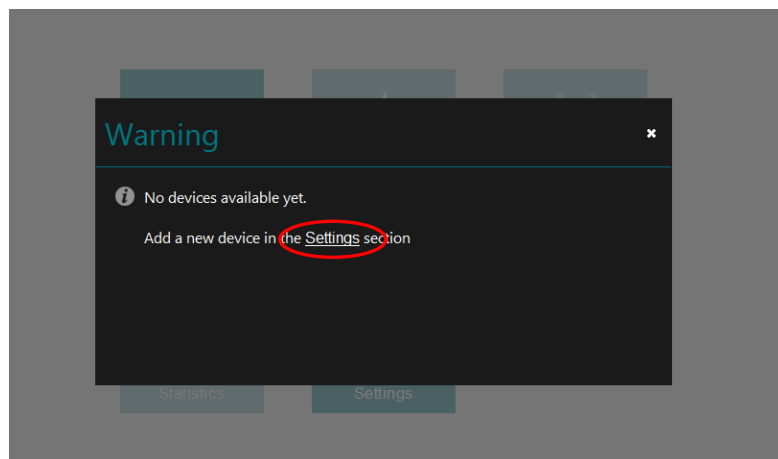 Warning
No devices available yet.
Add a new device in the Settings section
Statistics
Settings